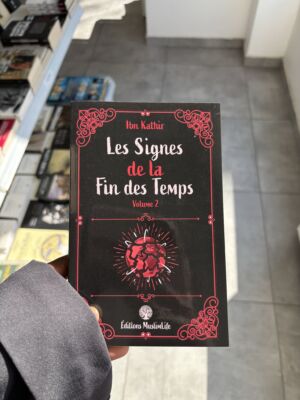 Ibn Kathir
Les Signes
de la
Fin des Temps
Volume 2
Éditions MuslimLife